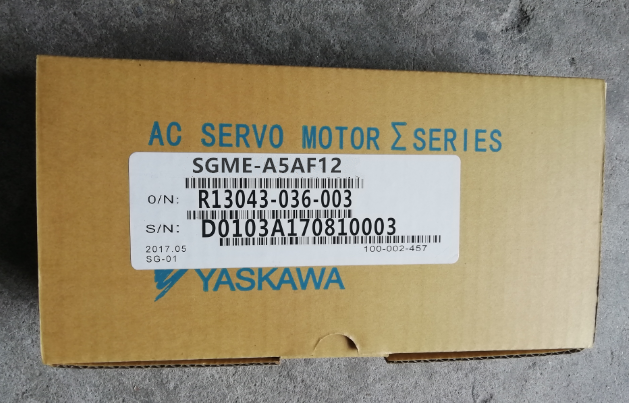 AC SERVO MOTOR Σ SERIES
SGME-A5AF12
O/N: R13043-036-003
S/N: D0103A170810003
2017.05 100-002-457
SG-01
YASKAWA